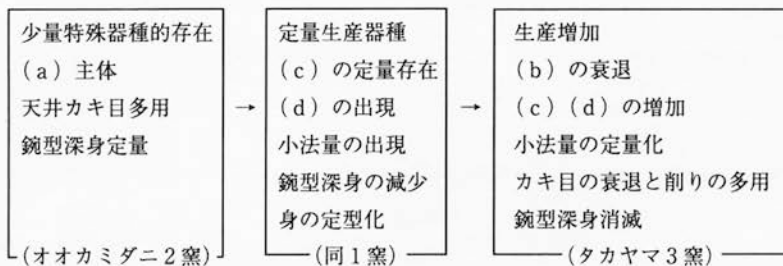 少量特殊器種的存在
(a)主体
天井カキ目多用
鋺型深身定量
(オオカミダニ2窯)
→
定量生産器種
(c)の定量存在
(d)の出現
小法量の出現
鋺型深身の減少
身の定型化
(同1窯)
→
生産増加
(b)の衰退
(c)(d)の増加
小法量の定量化
カキ目の衰退と削りの多用
鋺型深身消滅
(タカヤマ3窯)